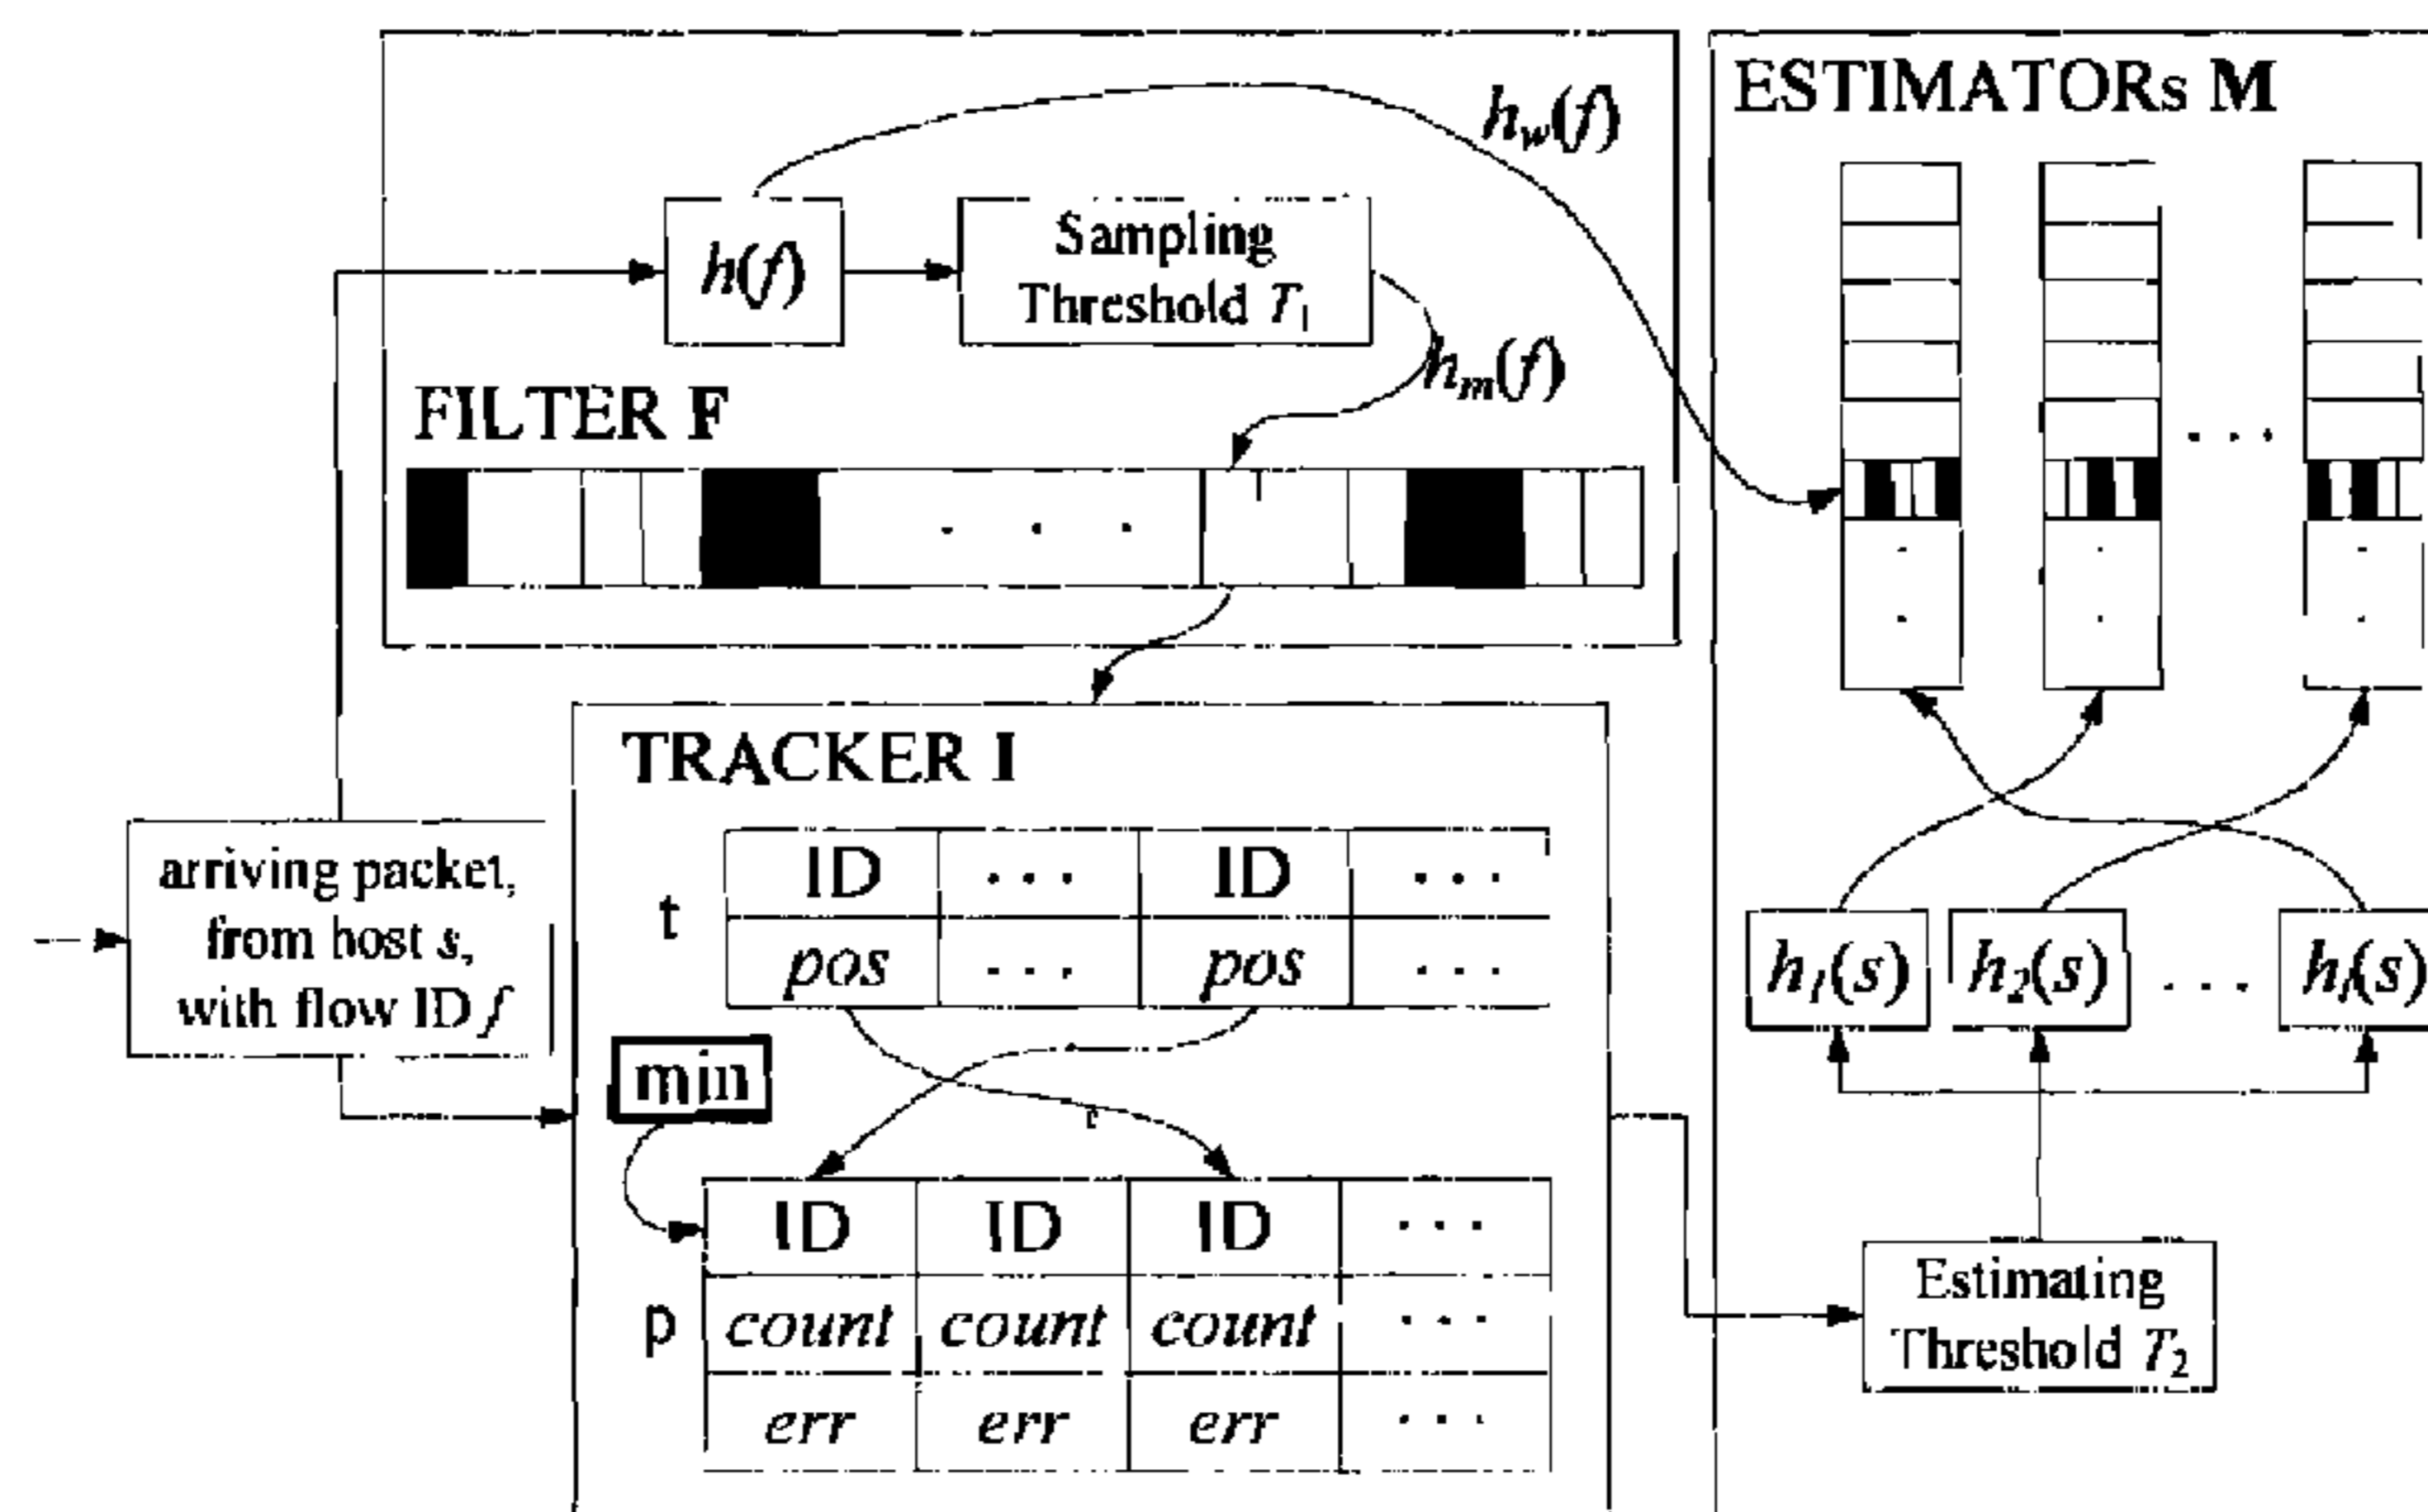 ESTIMATORs M
h_w(f)
h(f)
Sampling
Threshold T_1
h_m(f)
FILTER F
. . .
. . .
TRACKER I
arriving packet,
from host s,
with flow ID f
t
ID ... ID ...
pos ... pos ...
min
p
ID ID ID ...
count count count ...
err err err ...
h_1(s) h_2(s) ... h_l(s)
Estimating
Threshold T_2